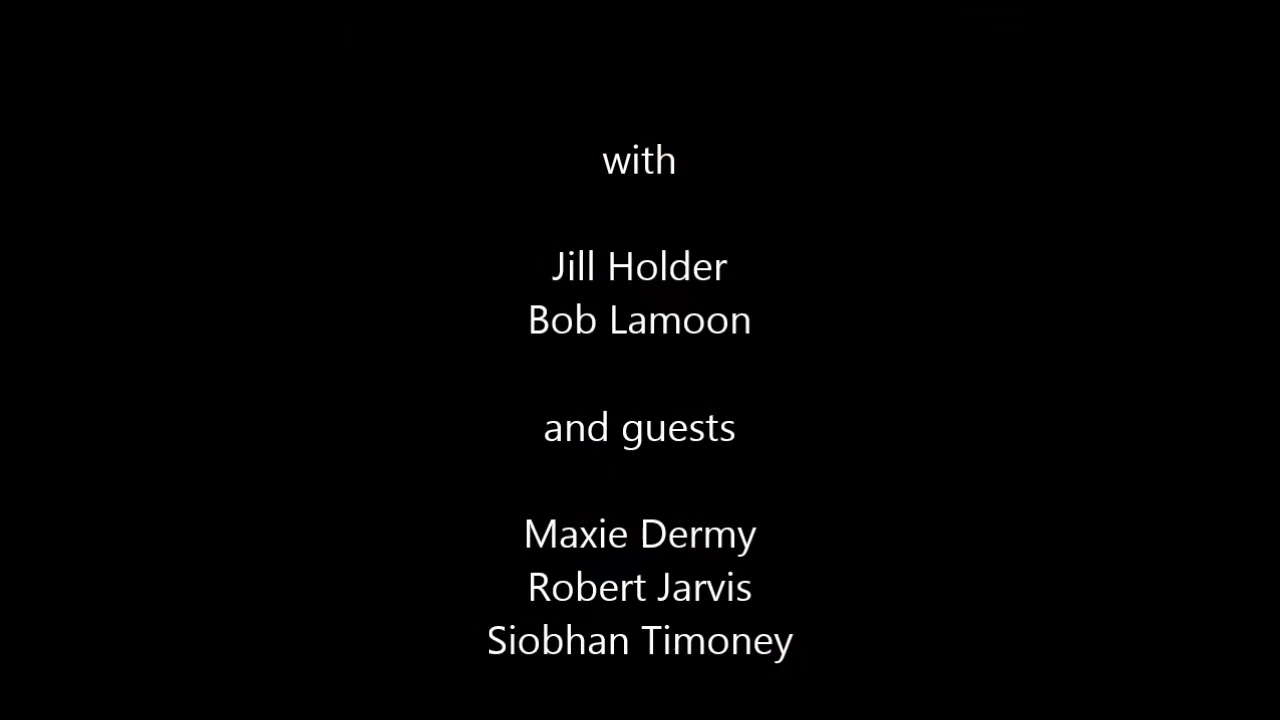 with
Jill Holder
Bob Lamoon
and guests
Maxie Dermy
Robert Jarvis
Siobhan Timoney